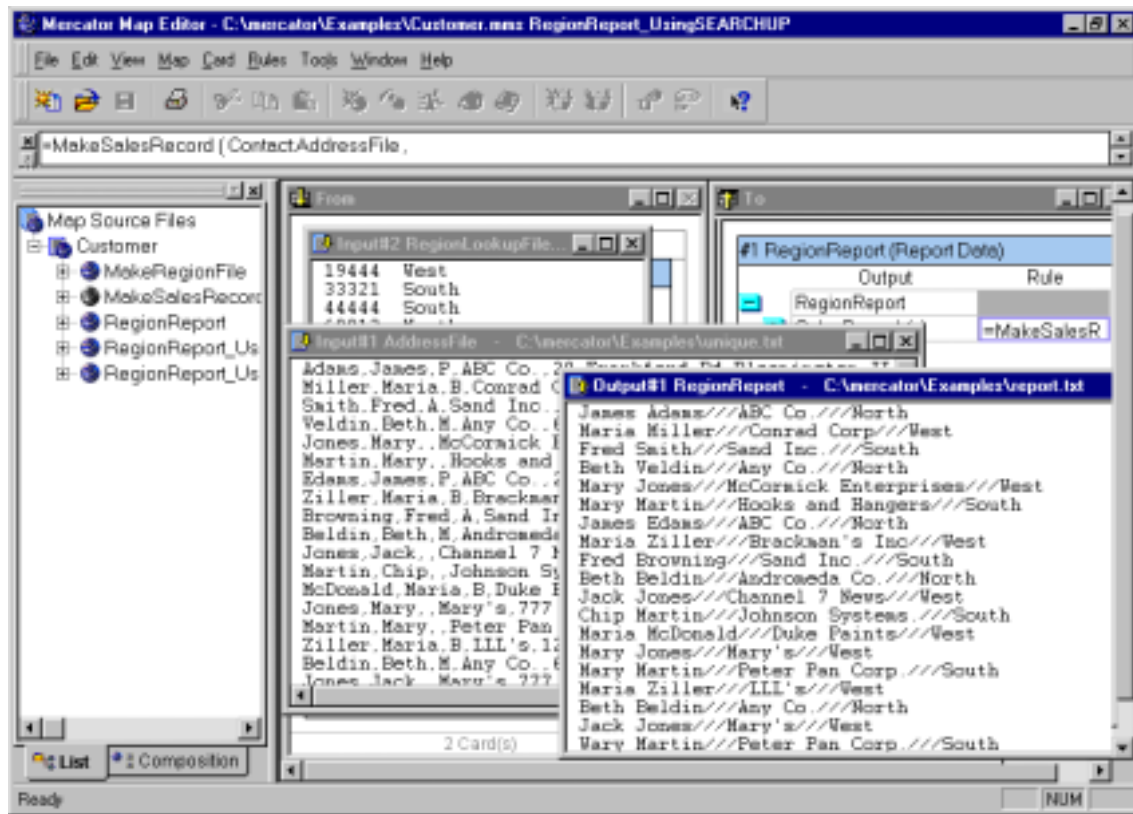 Mercator Map Editor - C:\mercator\Examples\Customer.mms RegionReport_UsingSEARCHUP
File Edit View Map Card Rules Tools Window Help
=MakeSalesRecord ( ContactAddressFile ,
Map Source Files
Customer
MakeRegionFile
MakeSalesRecord
RegionReport
RegionReport_Us
RegionReport_Us
List Composition
From
Input#2 RegionLookupFile...
19444 West
33321 South
44444 South
To
#1 RegionReport (Report Data)
Output Rule
RegionReport
=MakeSalesR
Input#1 AddressFile - C:\mercator\Examples\unique.txt
Adams,James,P,ABC Co.,
Miller,Maria,B,Conrad
Smith,Fred,A,Sand Inc.,
Veldin,Beth,M,Any Co.,
Jones,Mary,,McCormick
Martin,Mary,,Hooks and
Edams,James,P,ABC Co.,
Ziller,Maria,B,Brackman
Browning,Fred,A,Sand
Beldin,Beth,M,Andromeda
Jones,Jack,,Channel 7
Martin,Chip,,Johnson
McDonald,Maria,B,Duke
Jones,Mary,,Mary's,777
Martin,Mary,,Peter Pan
Ziller,Maria,B,LLL's,
Beldin,Beth,M,Any Co.,
Jones,Jack,,Mary's,777
2 Card(s)
Output#1 RegionReport - C:\mercator\Examples\report.txt
James Adams///ABC Co.///North
Maria Miller///Conrad Corp///West
Fred Smith///Sand Inc.///South
Beth Veldin///Any Co.///North
Mary Jones///McCormick Enterprises///West
Mary Martin///Hooks and Hangers///South
James Edams///ABC Co.///North
Maria Ziller///Brackman's Inc///West
Fred Browning///Sand Inc.///South
Beth Beldin///Andromeda Co.///North
Jack Jones///Channel 7 News///West
Chip Martin///Johnson Systems.///South
Maria McDonald///Duke Paints///West
Mary Jones///Mary's///West
Mary Martin///Peter Pan Corp.///South
Maria Ziller///LLL's///West
Beth Beldin///Any Co.///North
Jack Jones///Mary's///West
Wary Martin///Peter Pan Corp.///South
Ready
NUM